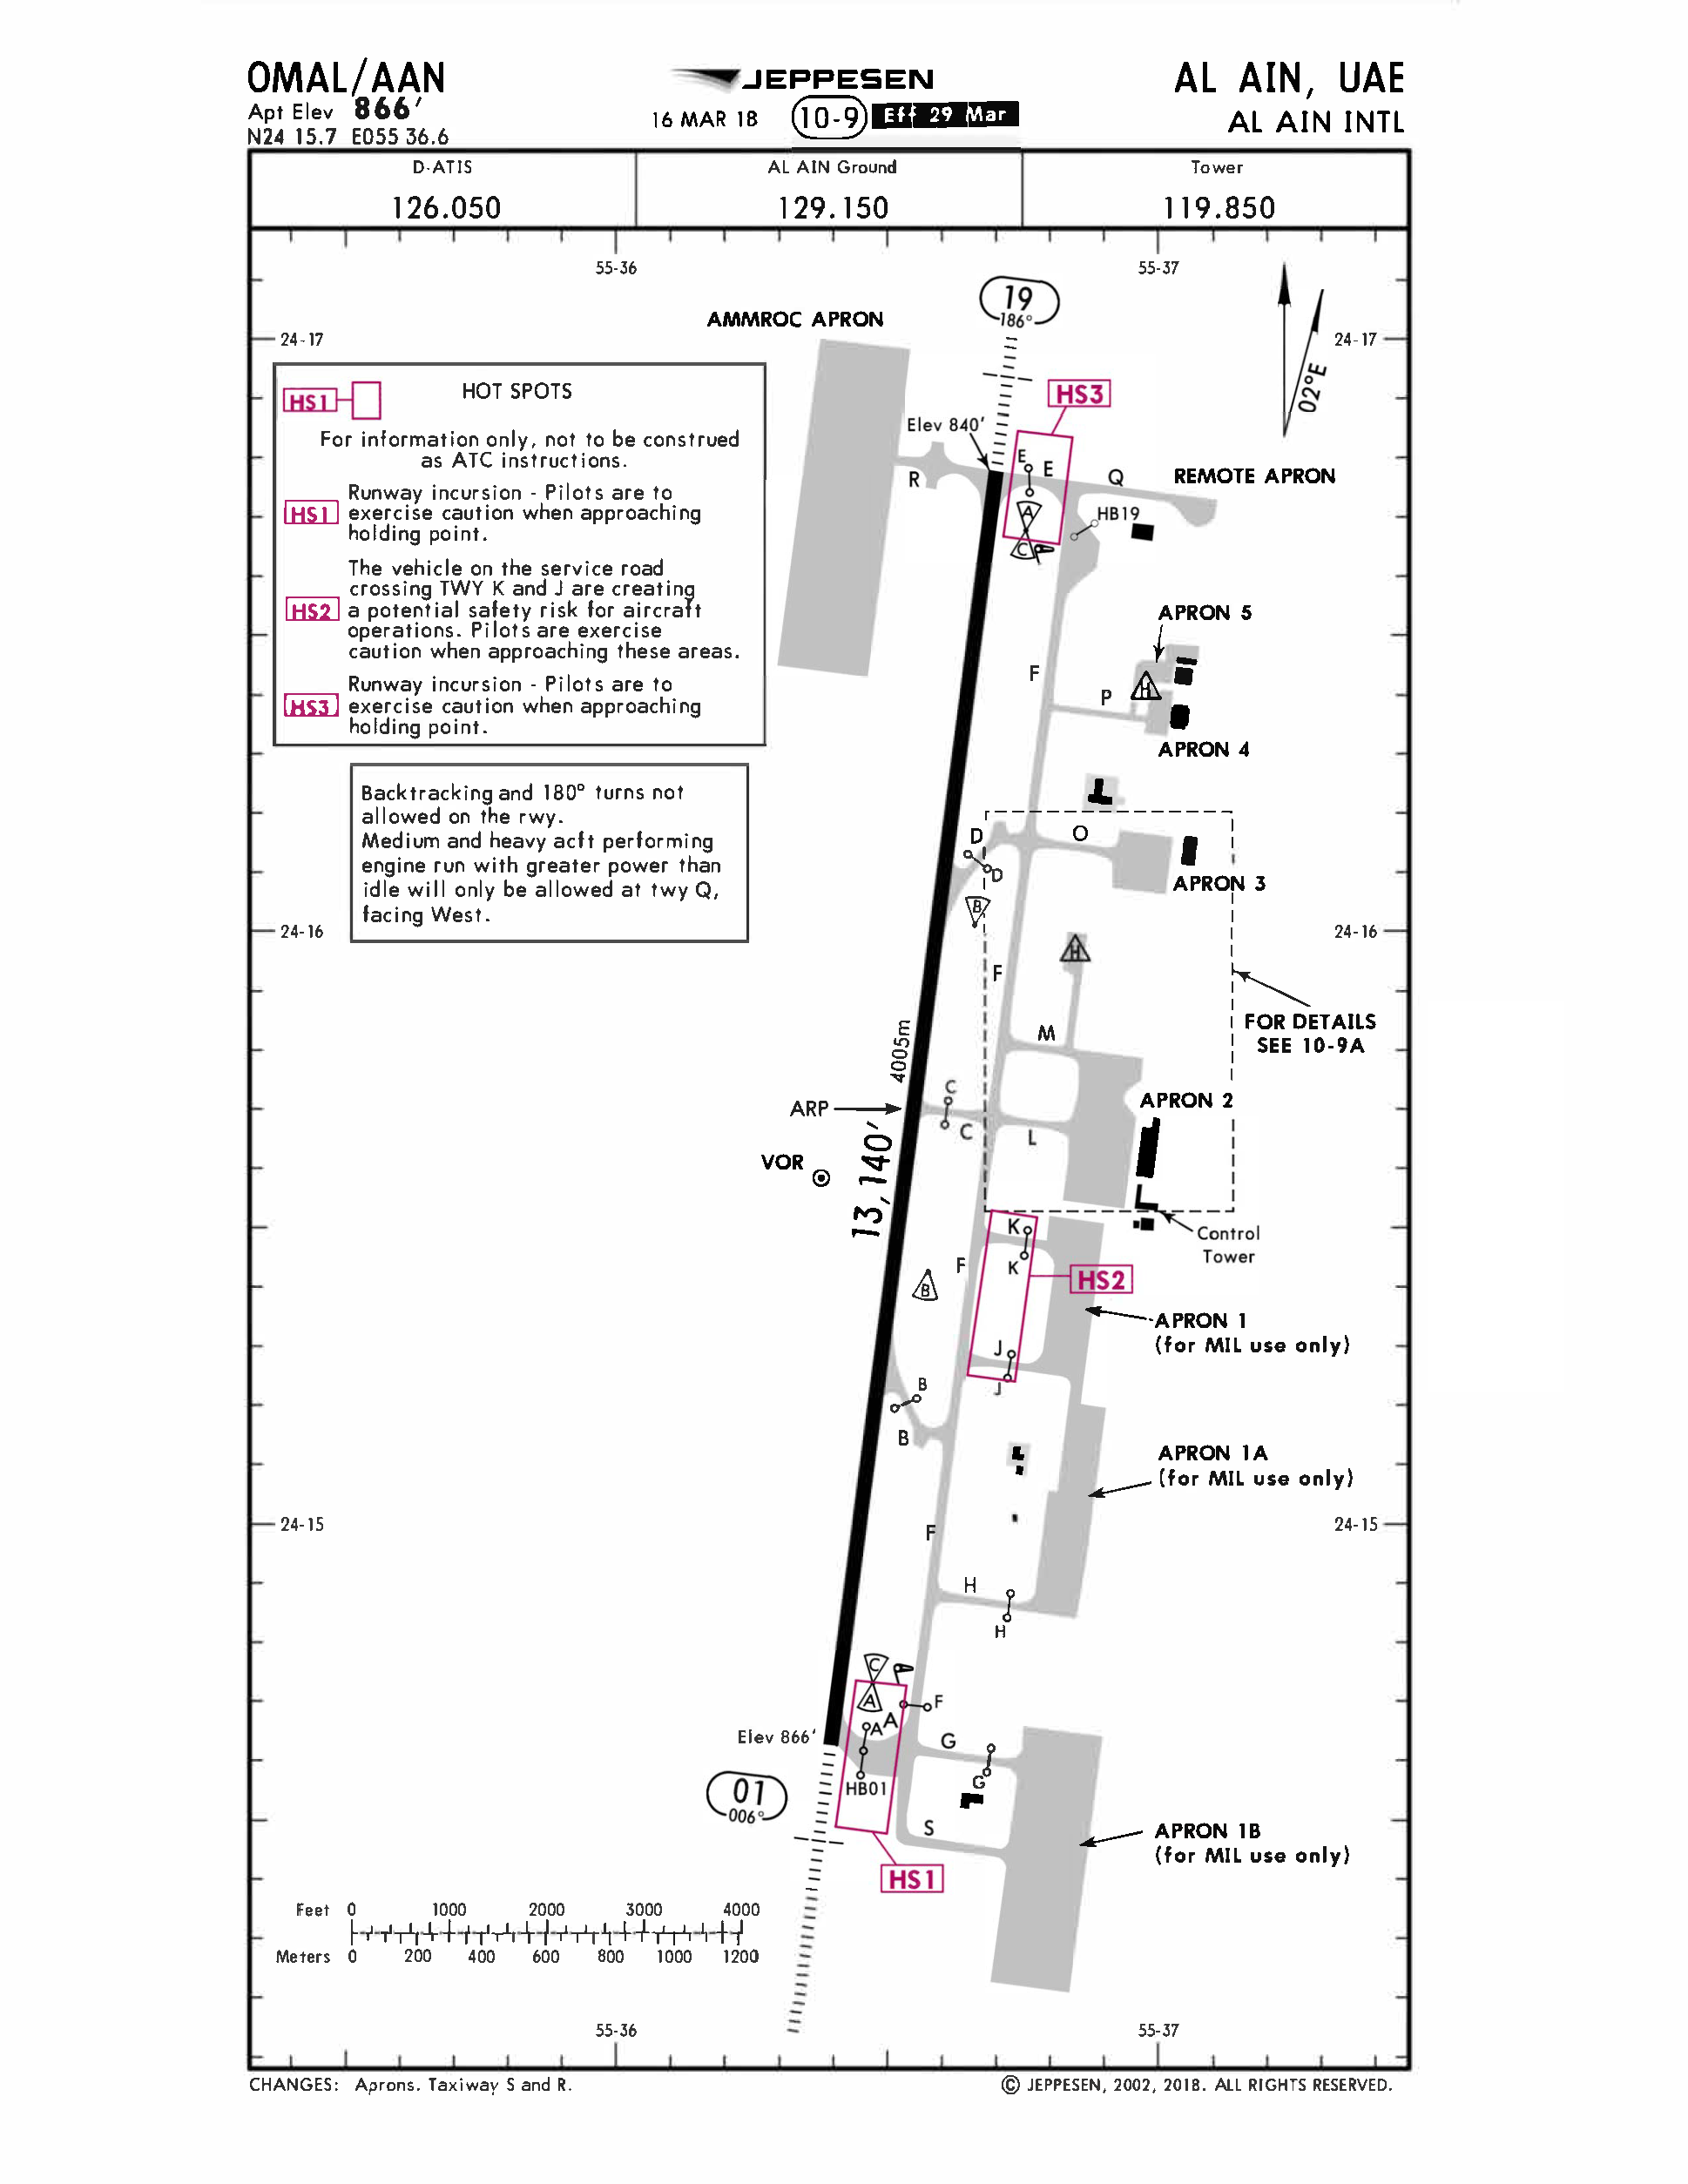 OMAL/AAN
Apt Elev 866'
N24 15.7 E055 36.6
JEPPESEN
16 MAR 18 10-9 Eff 29 Mar
AL AIN, UAE
AL AIN INTL
D-ATIS
126.050
AL AIN Ground
129.150
Tower
119.850
55-36
55-37
19
186°
AMMROC APRON
24-17
24-17
02°E
HS1
HOT SPOTS
For information only, not to be construed
as ATC instructions.
HS1
Runway incursion - Pilots are to
exercise caution when approaching
holding point.
HS2
The vehicle on the service road
crossing TWY K and J are creating
a potential safety risk for aircraft
operations. Pilots are exercise
caution when approaching these areas.
HS3
Runway incursion - Pilots are to
exercise caution when approaching
holding point.
Backtracking and 180° turns not
allowed on the rwy.
Medium and heavy acft performing
engine run with greater power than
idle will only be allowed at twy Q,
facing West.
HS3
Elev 840'
E
E
Q
REMOTE APRON
R
A
HB19
C
APRON 5
F
P
H
APRON 4
D
O
D
APRON 3
B
24-16
24-16
H
F
FOR DETAILS
SEE 10-9A
M
4005m
C
APRON 2
ARP
C
L
VOR
13,140'
K
Control
Tower
F
K
HS2
B
APRON 1
(for MIL use only)
J
J
B
B
APRON 1A
(for MIL use only)
24-15
24-15
F
H
H
C
A
F
A
A
Elev 866'
G
G
HB01
01
006°
S
APRON 1B
(for MIL use only)
HS1
Feet 0 1000 2000 3000 4000
Meters 0 200 400 600 800 1000 1200
55-36
55-37
CHANGES: Aprons. Taxiway S and R.
© JEPPESEN, 2002, 2018. ALL RIGHTS RESERVED.